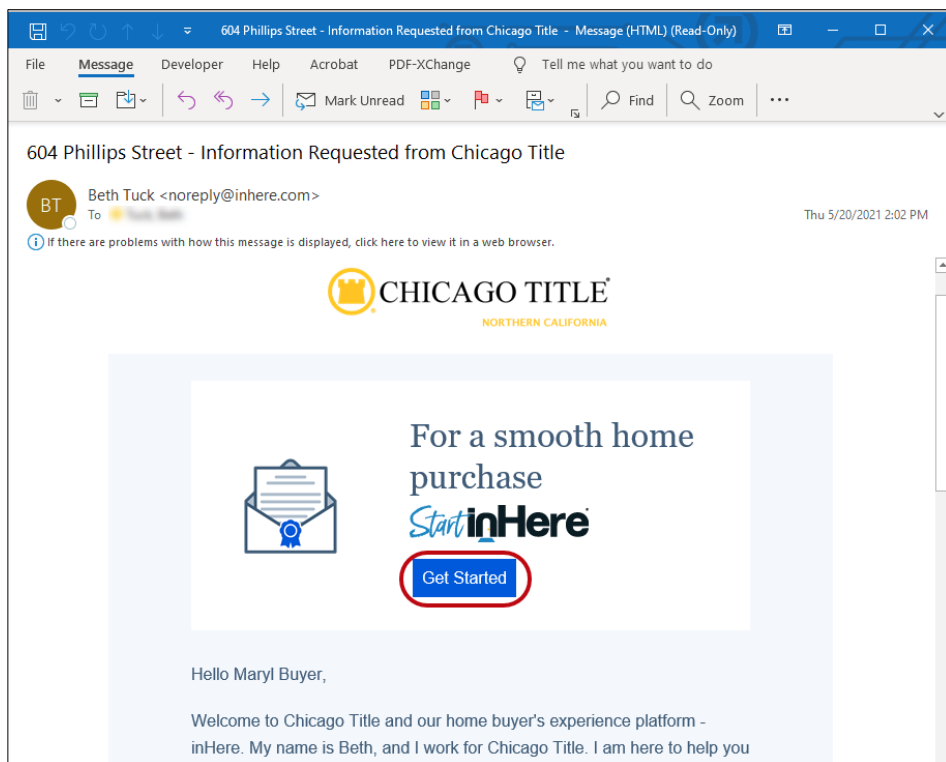 604 Phillips Street - Information Requested from Chicago Title - Message (HTML) (Read-Only)
File Message Developer Help Acrobat PDF-XChange Tell me what you want to do
Mark Unread Find Zoom
604 Phillips Street - Information Requested from Chicago Title
BT
Beth Tuck <noreply@inhere.com>
To
Thu 5/20/2021 2:02 PM
If there are problems with how this message is displayed, click here to view it in a web browser.
CHICAGO TITLE
NORTHERN CALIFORNIA
For a smooth home
purchase
Start inHere
Get Started
Hello Maryl Buyer,
Welcome to Chicago Title and our home buyer's experience platform -
inHere. My name is Beth, and I work for Chicago Title. I am here to help you